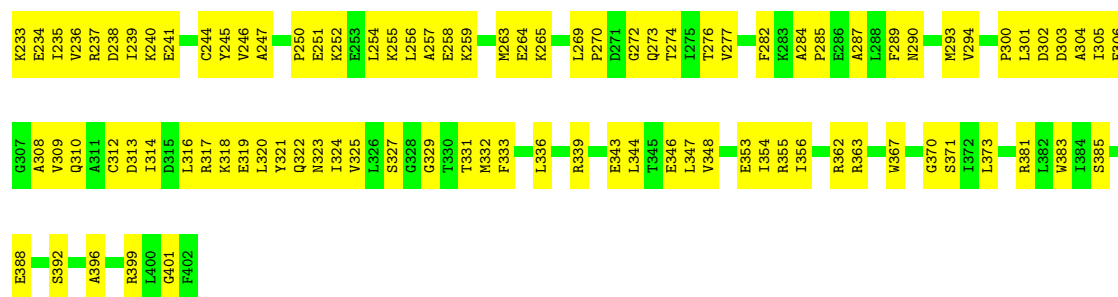 K233 E234 I235 V236 R237 D238 I239 K240 E241 C244 Y245 V246 A247 P250 E251 K252 E253 L254 K255 L256 A257 E258 K259 M263 E264 K265 L269 P270 D271 G272 Q273 T274 I275 T276 V277 F282 K283 A284 P285 E286 A287 L288 F289 N290 M293 V294 P300 L301 D302 D303 A304 I305
G307 A308 V309 Q310 A311 C312 D313 I314 D315 L316 R317 K318 E319 L320 Y321 Q322 N323 I324 V325 L326 S327 G328 G329 T330 T331 M332 F333 L336 R339 E343 L344 T345 E346 L347 V348 E353 I354 R355 I356 R362 R363 W367 G370 S371 I372 L373 R381 L382 W383 I384 S385
E388 S392 A396 R399 L400 G401 F402